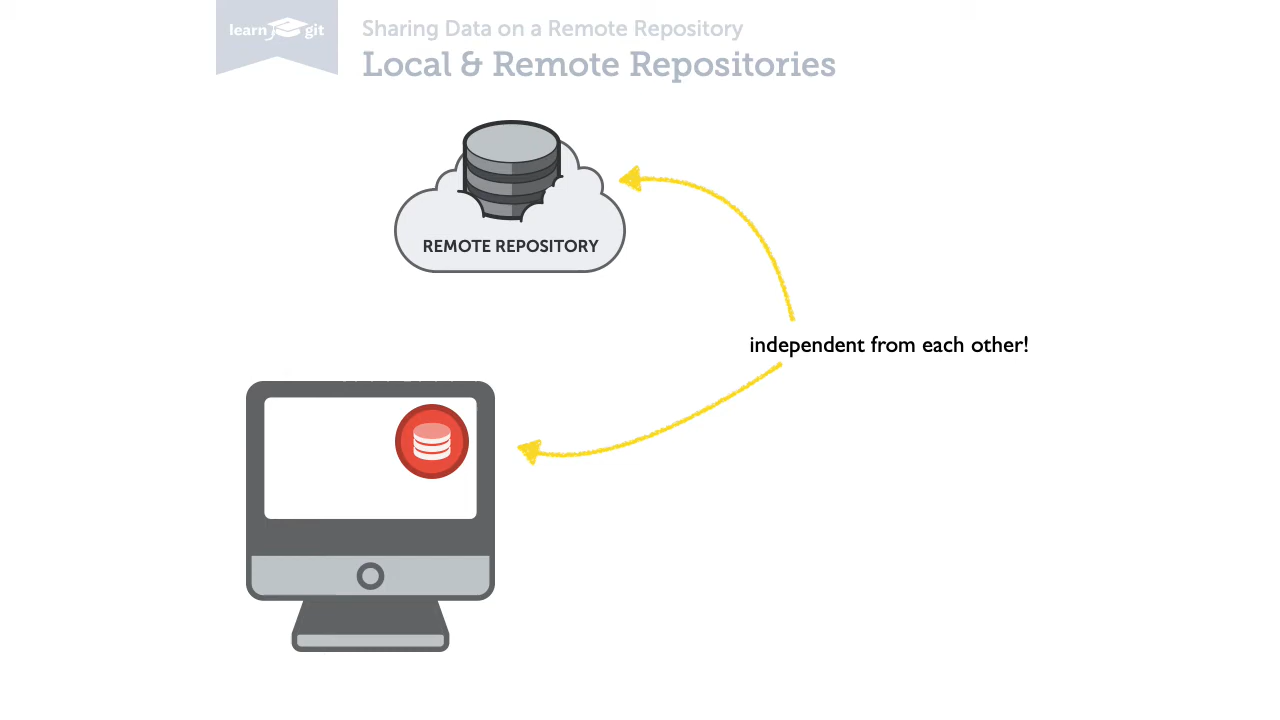 learn git
Sharing Data on a Remote Repository
Local & Remote Repositories
REMOTE REPOSITORY
independent from each other!